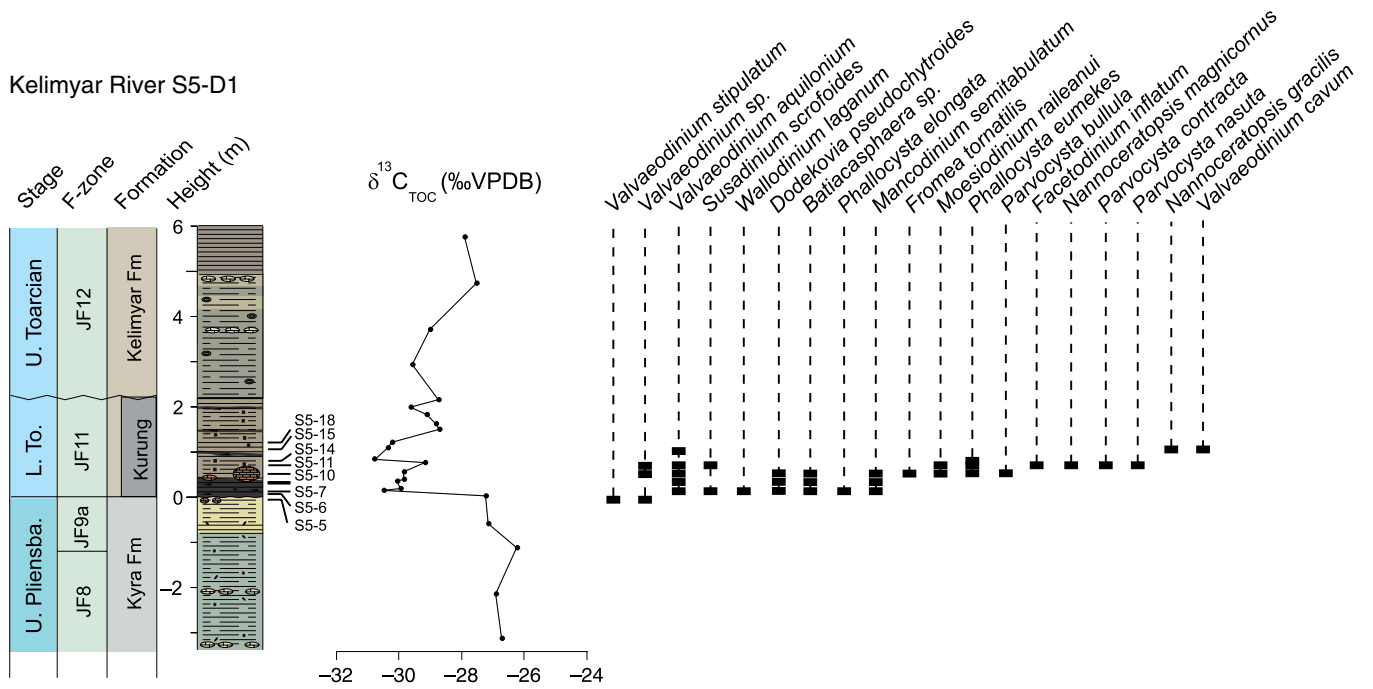 Kelimyar River S5-D1
Stage
F-zone
Formation
Height (m)
δ13CTOC (‰VPDB)
Valvaeodinium stipulatum
Valvaeodinium sp.
Valvaeodinium aquilonium
Susadinium scrofoides
Wallodinium laganum
Dodekovia pseudochytroides
Batiacasphaera sp.
Phallocysta elongata
Mancodinium semitabulatum
Fromea tornatilis
Moesiodinium raileanui
Phallocysta eumekes
Parvocysta bullula
Facetodinium inflatum
Nannoceratopsis magnicornus
Parvocysta contracta
Parvocysta nasuta
Nannoceratopsis gracilis
Valvaeodinium cavum
U. Toarcian
JF12
Kelimyar Fm
L. To.
JF11
Kurung
U. Pliensba.
JF9a
JF8
Kyra Fm
6
4
2
0
–2
S5-18
S5-15
S5-14
S5-11
S5-10
S5-7
S5-6
S5-5
–32 –30 –28 –26 –24